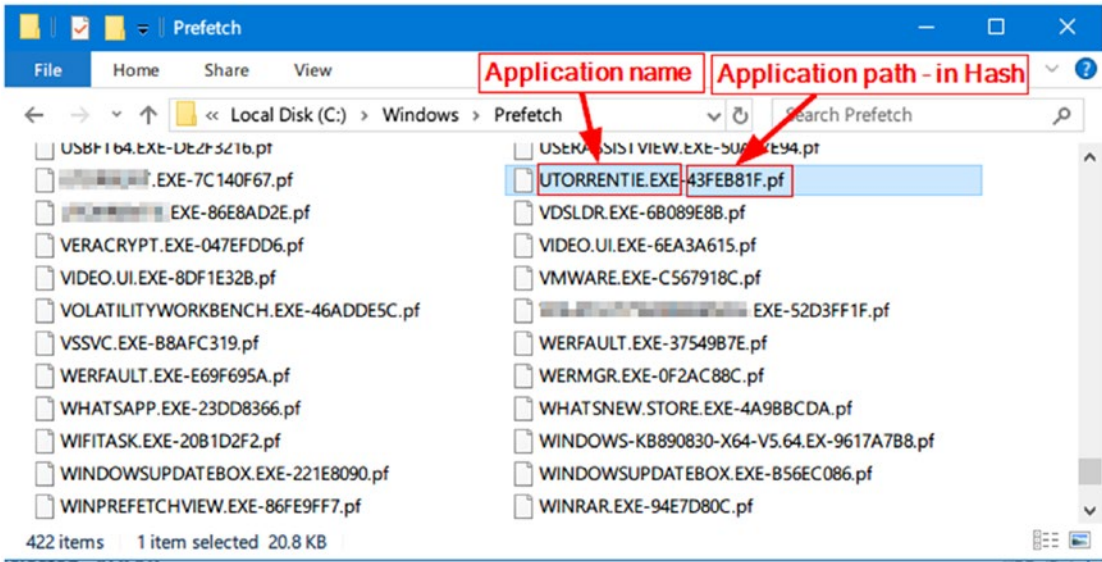 Prefetch
File Home Share View
Application name
Application path - in Hash
« Local Disk (C:) › Windows › Prefetch
Search Prefetch
USBFT64.EXE-DE2F3216.pf
.EXE-7C140F67.pf
EXE-86E8AD2E.pf
VERACRYPT.EXE-047EFDD6.pf
VIDEO.UI.EXE-8DF1E32B.pf
VOLATILITYWORKBENCH.EXE-46ADDE5C.pf
VSSVC.EXE-B8AFC319.pf
WERFAULT.EXE-E69F695A.pf
WHATSAPP.EXE-23DD8366.pf
WIFITASK.EXE-20B1D2F2.pf
WINDOWSUPDATEBOX.EXE-221E8090.pf
WINPREFETCHVIEW.EXE-86FE9FF7.pf
UTORRENTIE.EXE-43FEB81F.pf
VDSLDR.EXE-6B089E8B.pf
VIDEO.UI.EXE-6EA3A615.pf
VMWARE.EXE-C567918C.pf
EXE-52D3FF1F.pf
WERFAULT.EXE-37549B7E.pf
WERMGR.EXE-0F2AC88C.pf
WHATSNEW.STORE.EXE-4A9BBCDA.pf
WINDOWS-KB890830-X64-V5.64.EX-9617A7B8.pf
WINDOWSUPDATEBOX.EXE-B56EC086.pf
WINRAR.EXE-94E7D80C.pf
422 items 1 item selected 20.8 KB